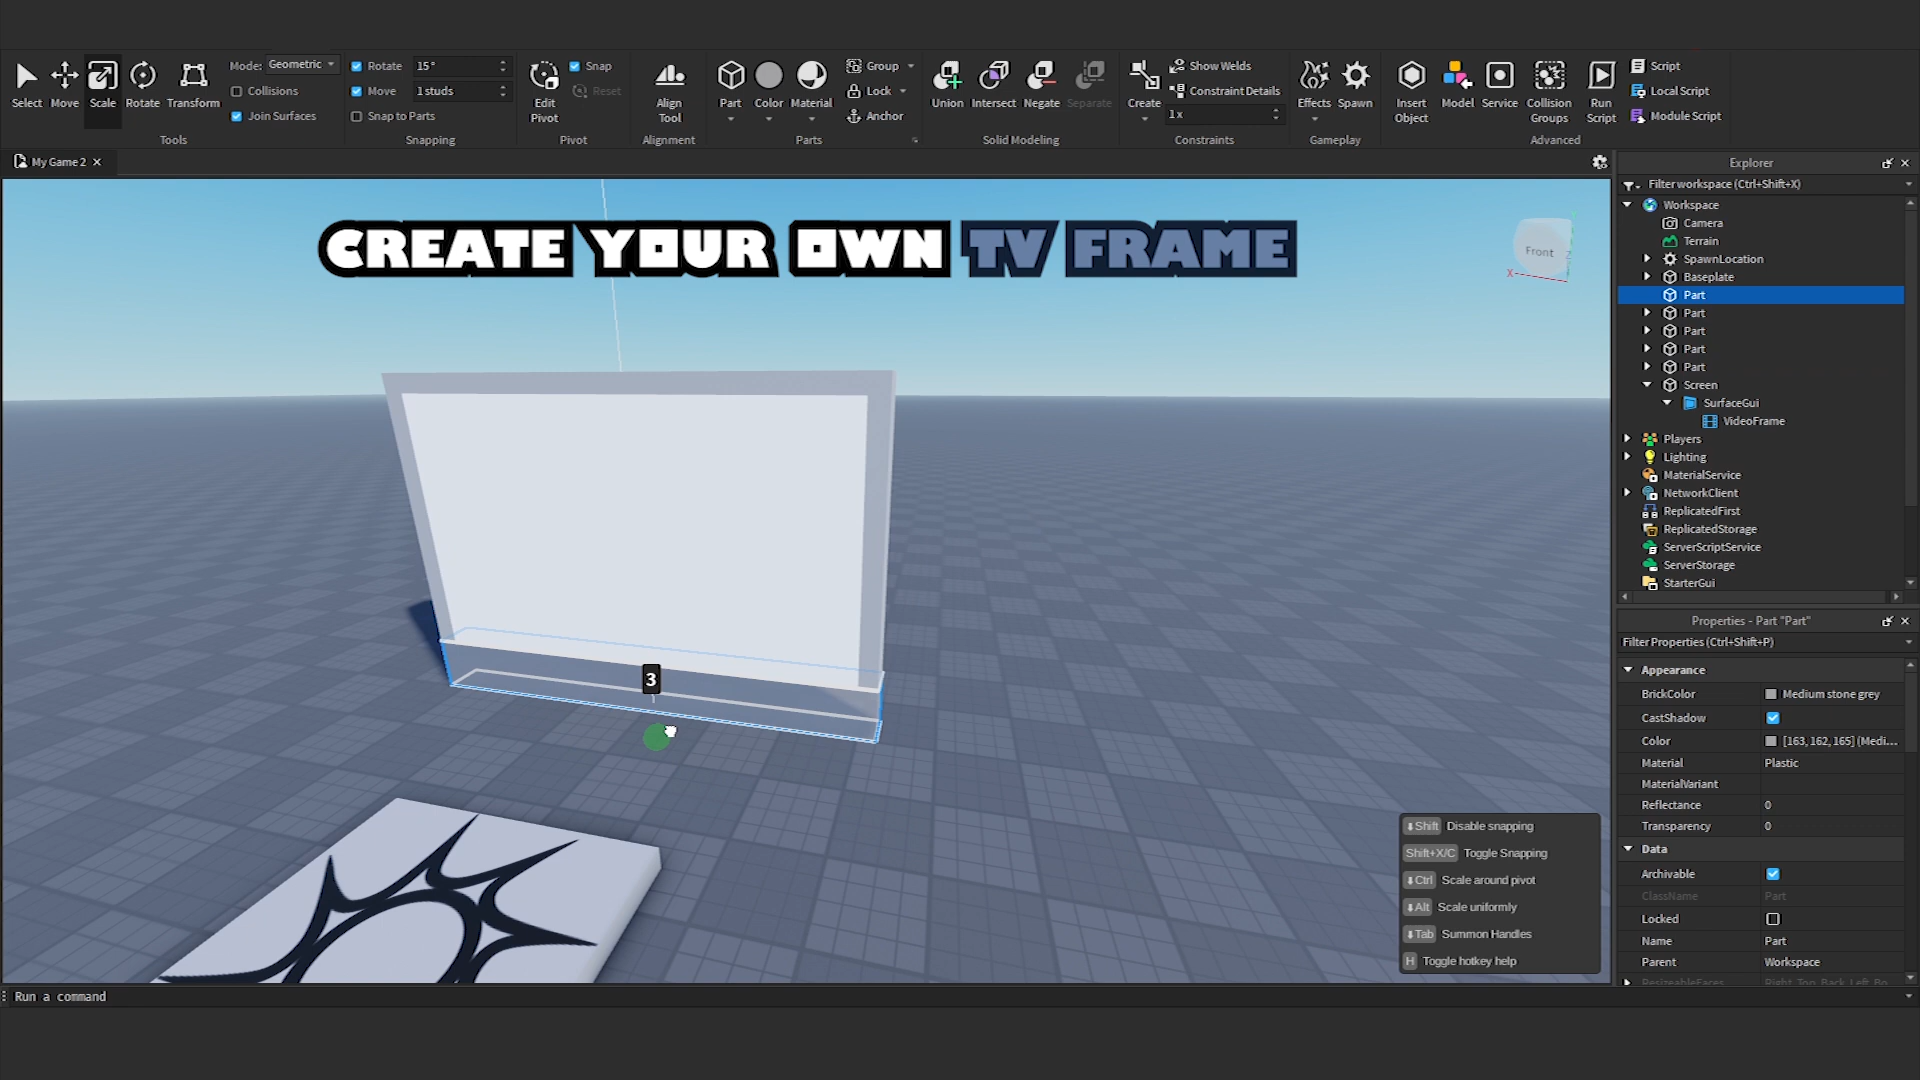 Select
Move
Scale
Rotate
Transform
Mode: Geometric
Collisions
Join Surfaces
Tools
Rotate 15°
Move 1 studs
Snap to Parts
Snapping
Edit
Pivot
Snap
Reset
Pivot
Align
Tool
Alignment
Part
Color
Material
Group
Lock
Anchor
Parts
Union
Intersect
Negate
Separate
Solid Modeling
Create
Show Welds
Constraint Details
1x
Constraints
Effects
Spawn
Gameplay
Insert
Object
Model
Service
Collision
Groups
Run
Script
Script
Local Script
Module Script
Advanced
My Game 2
CREATE YOUR OWN TV FRAME
Front
X
Z
3
Shift Disable snapping
Shift+X/C Toggle Snapping
Ctrl Scale around pivot
Alt Scale uniformly
Tab Summon Handles
H Toggle hotkey help
Run a command
Explorer
Filter workspace (Ctrl+Shift+X)
Workspace
Camera
Terrain
SpawnLocation
Baseplate
Part
Part
Part
Part
Part
Screen
SurfaceGui
VideoFrame
Players
Lighting
MaterialService
NetworkClient
ReplicatedFirst
ReplicatedStorage
ServerScriptService
ServerStorage
StarterGui
Properties - Part "Part"
Filter Properties (Ctrl+Shift+P)
Appearance
BrickColor Medium stone grey
CastShadow
Color [163, 162, 165] (Medi...
Material Plastic
MaterialVariant
Reflectance 0
Transparency 0
Data
Archivable
ClassName Part
Locked
Name Part
Parent Workspace